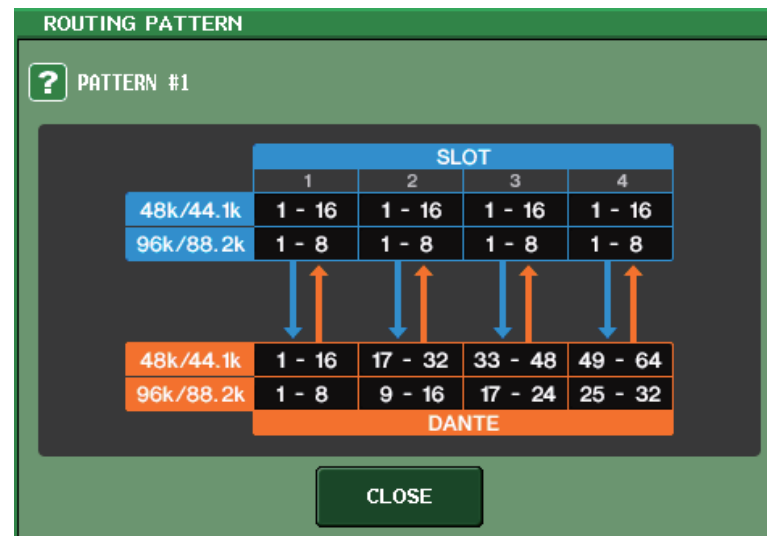 ROUTING PATTERN
? PATTERN #1
SLOT
1 2 3 4
48k/44.1k 1 - 16 1 - 16 1 - 16 1 - 16
96k/88.2k 1 - 8 1 - 8 1 - 8 1 - 8
48k/44.1k 1 - 16 17 - 32 33 - 48 49 - 64
96k/88.2k 1 - 8 9 - 16 17 - 24 25 - 32
DANTE
CLOSE